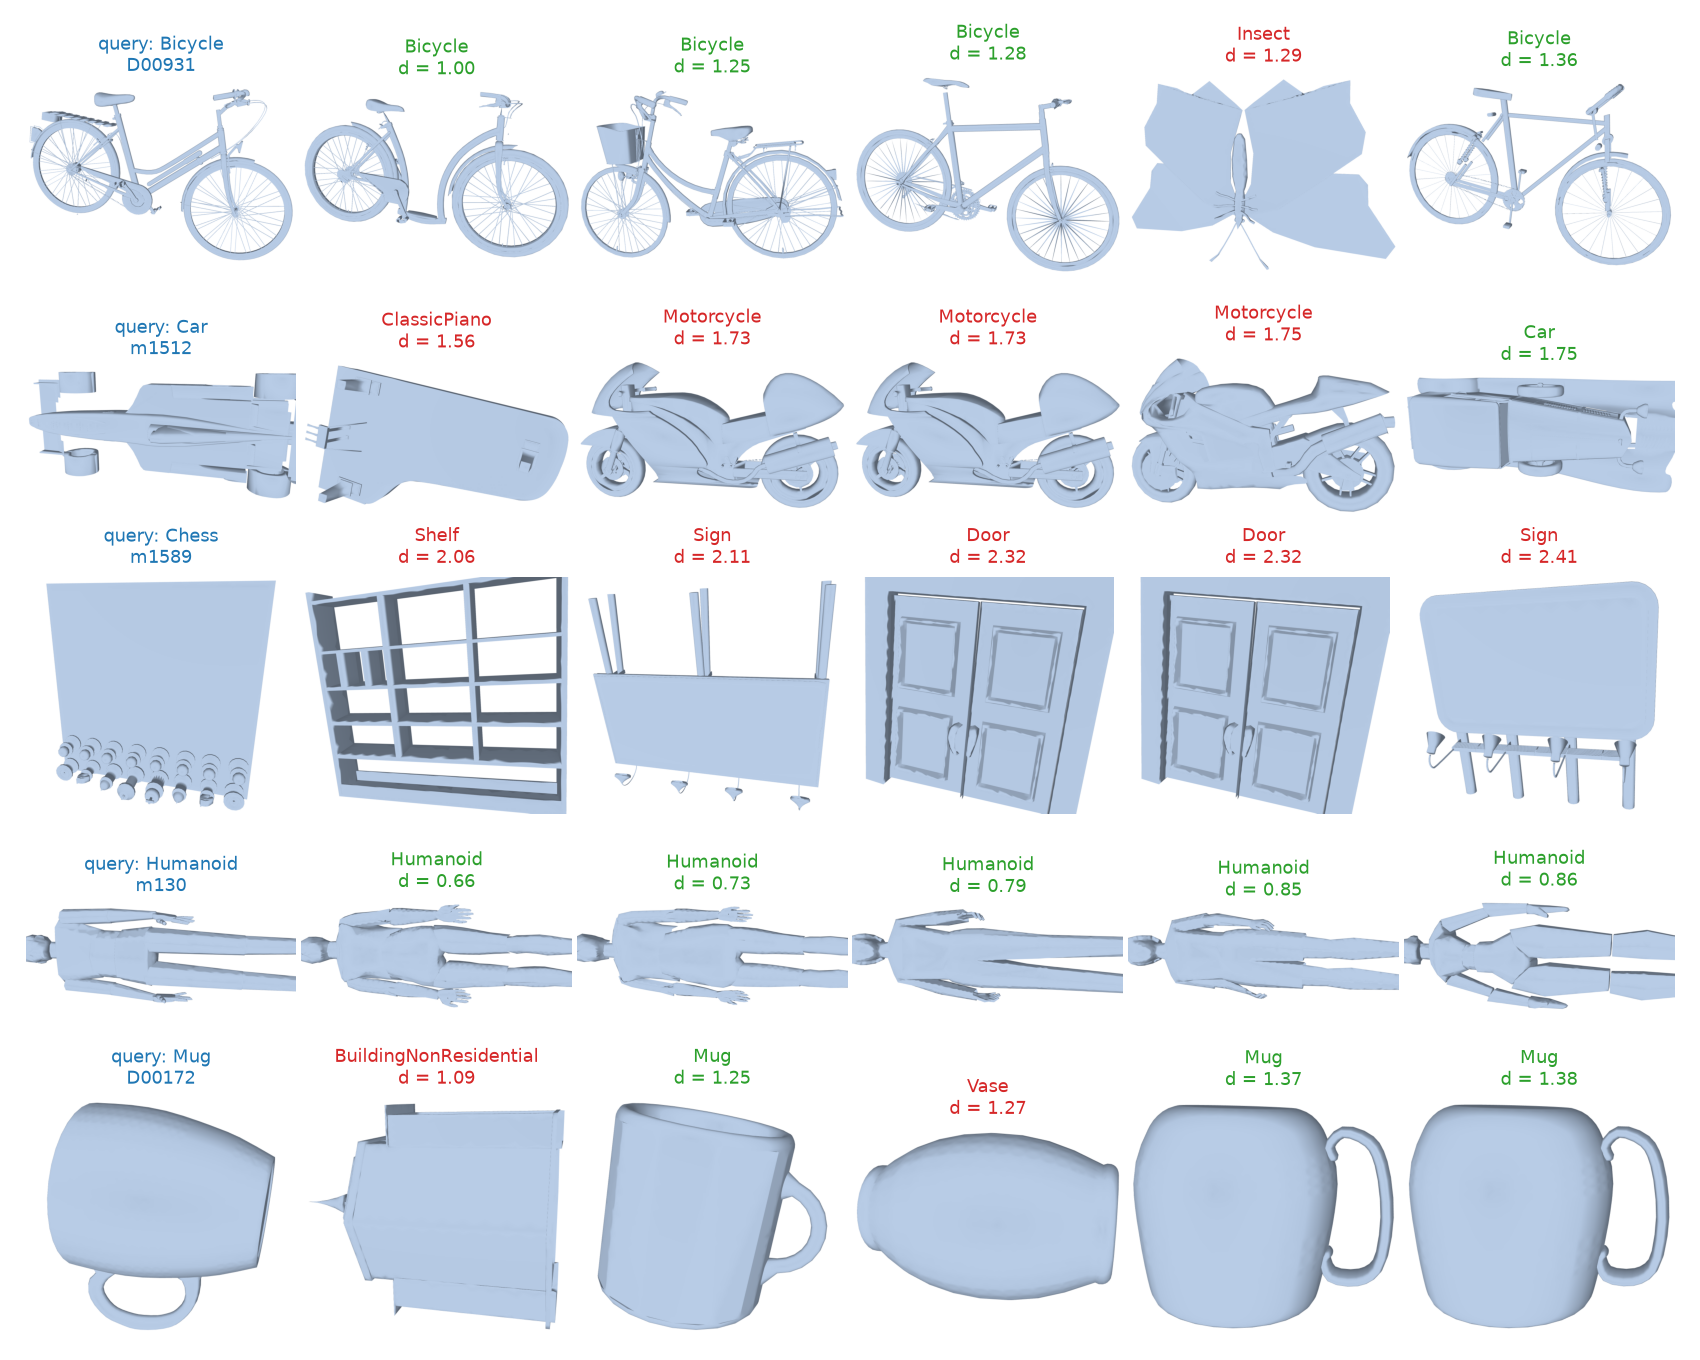 query: Bicycle
D00931
Bicycle
d = 1.00
Bicycle
d = 1.25
Bicycle
d = 1.28
Insect
d = 1.29
Bicycle
d = 1.36
query: Car
m1512
ClassicPiano
d = 1.56
Motorcycle
d = 1.73
Motorcycle
d = 1.73
Motorcycle
d = 1.75
Car
d = 1.75
query: Chess
m1589
Shelf
d = 2.06
Sign
d = 2.11
Door
d = 2.32
Door
d = 2.32
Sign
d = 2.41
query: Humanoid
m130
Humanoid
d = 0.66
Humanoid
d = 0.73
Humanoid
d = 0.79
Humanoid
d = 0.85
Humanoid
d = 0.86
query: Mug
D00172
BuildingNonResidential
d = 1.09
Mug
d = 1.25
Vase
d = 1.27
Mug
d = 1.37
Mug
d = 1.38